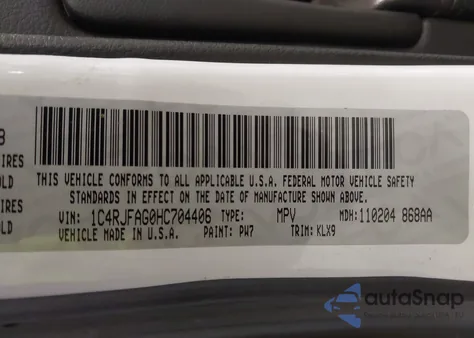 8
IRES
OLD
IRES
OLD
THIS VEHICLE CONFORMS TO ALL APPLICABLE U.S.A. FEDERAL MOTOR VEHICLE SAFETY
STANDARDS IN EFFECT ON THE DATE OF MANUFACTURE SHOWN ABOVE.
VIN: 1C4RJFAG0HC704406 TYPE: MPV MDH: 110204 868AA
VEHICLE MADE IN U.S.A. PAINT: PW7 TRIM: KLX9
autaSnap